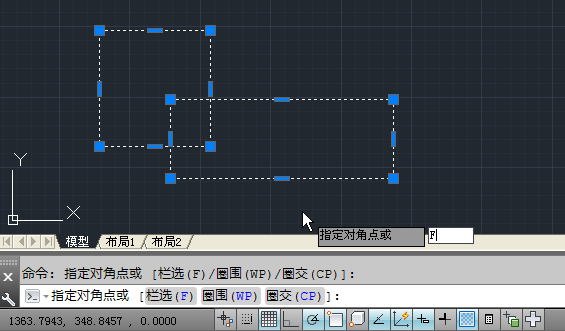 Y
X
指定对角点或 F
模型 布局1 布局2
命令: 指定对角点或 [栏选(F)/圈围(WP)/圈交(CP)]:
指定对角点或 [栏选(F) 圈围(WP) 圈交(CP)]:
1363.7943, 348.8457 , 0.0000